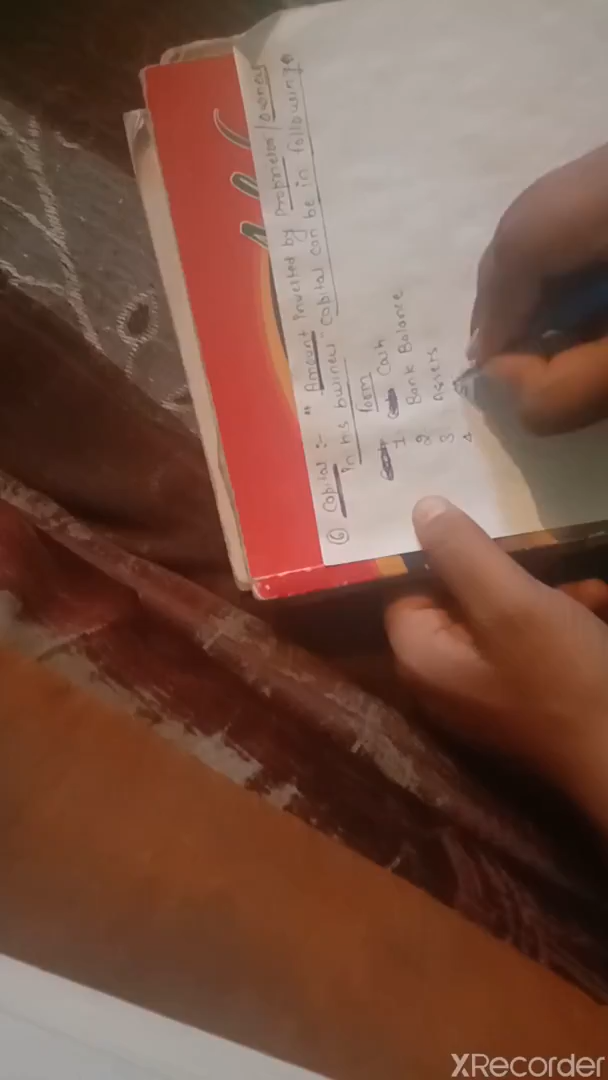 ⑥ Capital :- " Amount Invested by Proprietor/owner
in his business" Capital can be in following
form
1 Cash
2 Bank Balance
3 Assets
4
XRecorder